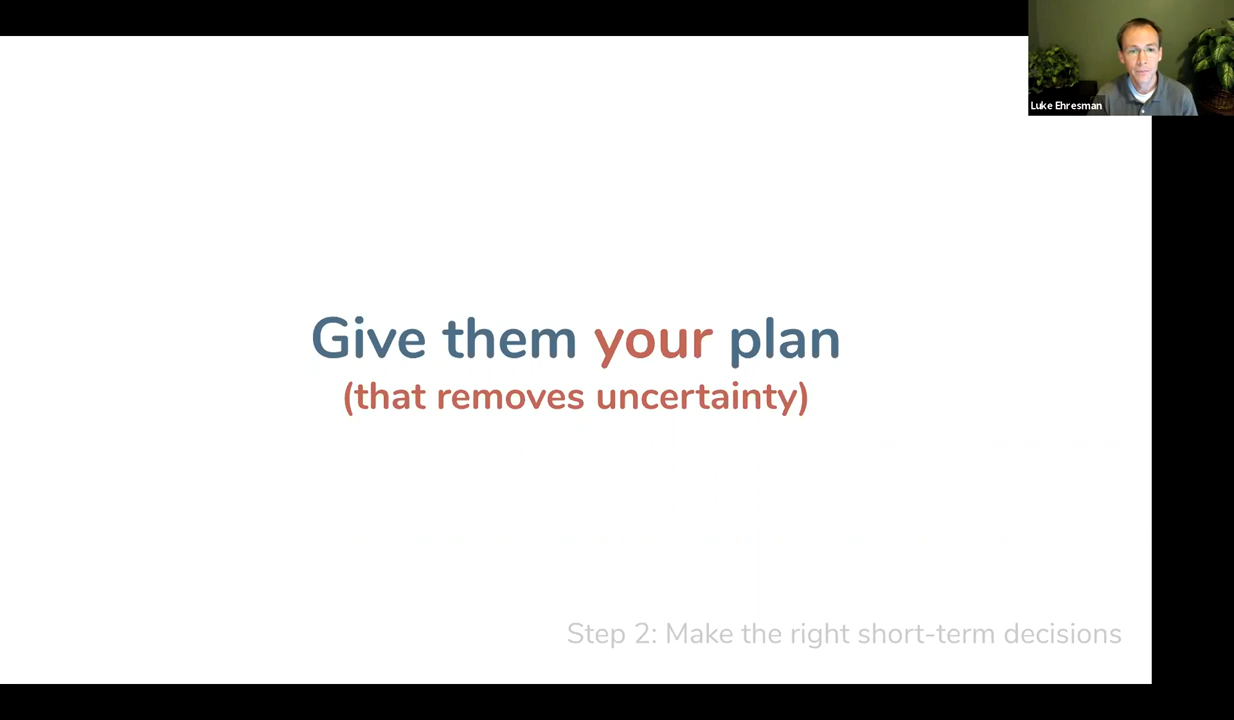 Luke Ehresman
Give them your plan
(that removes uncertainty)
Step 2: Make the right short-term decisions